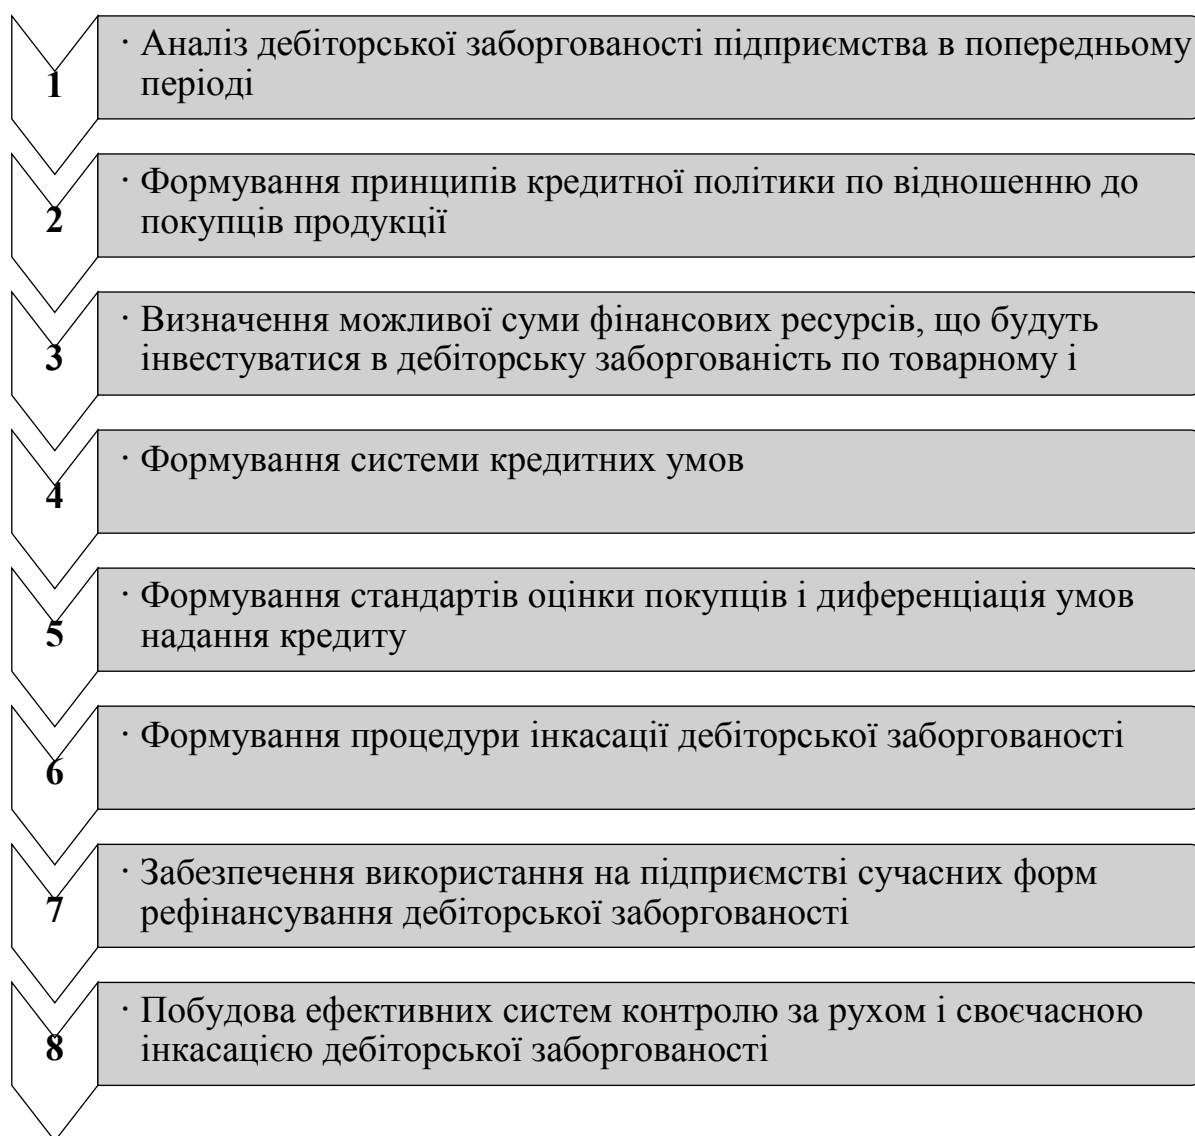 1
· Аналіз дебіторської заборгованості підприємства в попередньому
періоді
2
· Формування принципів кредитної політики по відношенню до
покупців продукції
3
· Визначення можливої суми фінансових ресурсів, що будуть
інвестуватися в дебіторську заборгованість по товарному і
4
· Формування системи кредитних умов
5
· Формування стандартів оцінки покупців і диференціація умов
надання кредиту
6
· Формування процедури інкасації дебіторської заборгованості
7
· Забезпечення використання на підприємстві сучасних форм
рефінансування дебіторської заборгованості
8
· Побудова ефективних систем контролю за рухом і своєчасною
інкасацією дебіторської заборгованості